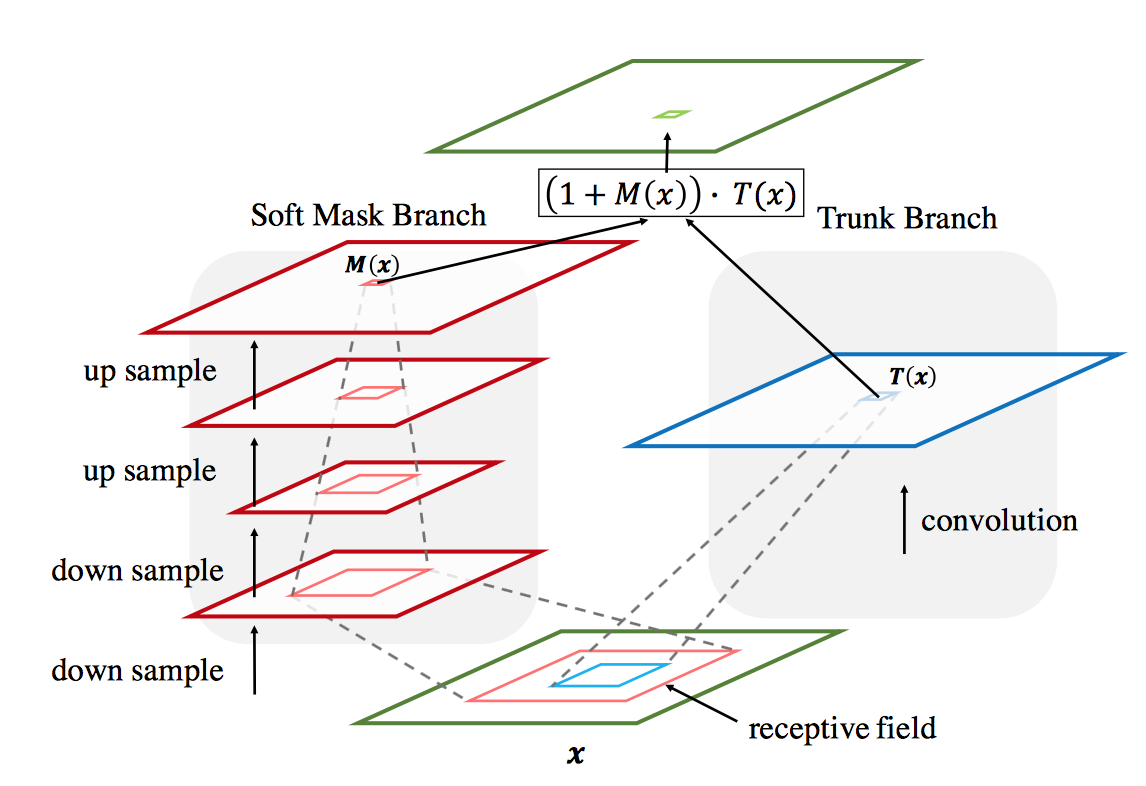 (1 + M(x)) · T(x)
Soft Mask Branch
Trunk Branch
M(x)
up sample
T(x)
up sample
convolution
down sample
down sample
receptive field
x